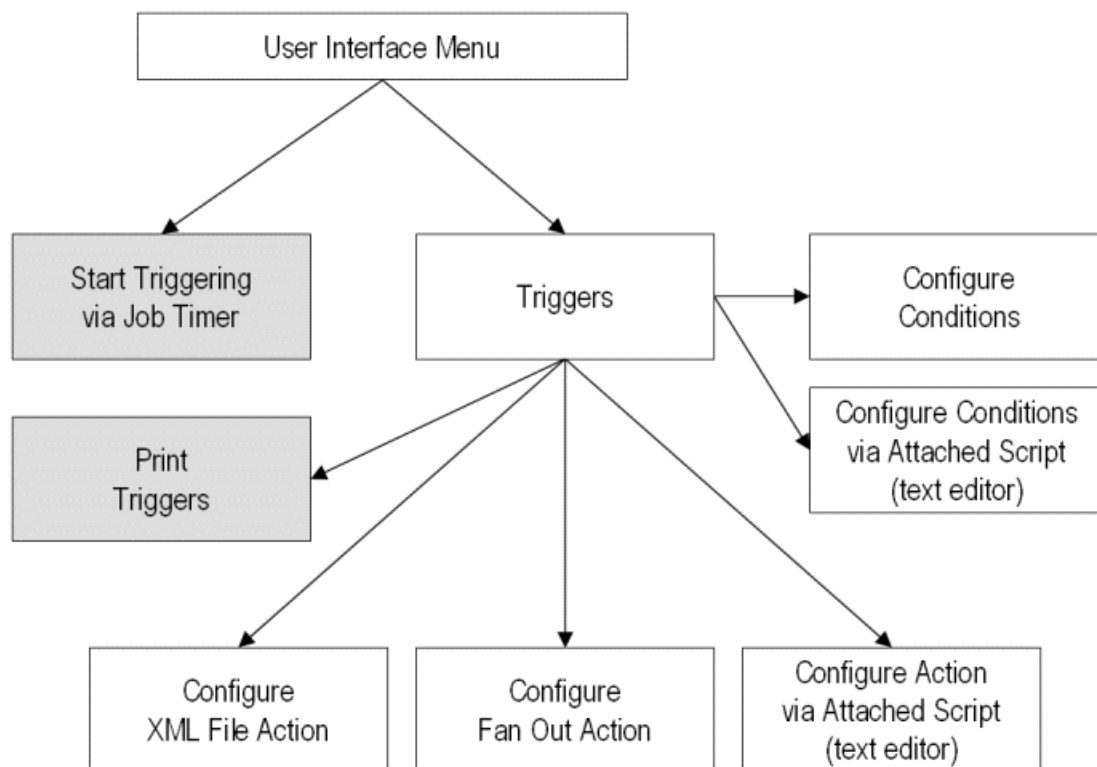 User Interface Menu
Start Triggering
via Job Timer
Triggers
Configure
Conditions
Print
Triggers
Configure Conditions
via Attached Script
(text editor)
Configure
XML File Action
Configure
Fan Out Action
Configure Action
via Attached Script
(text editor)